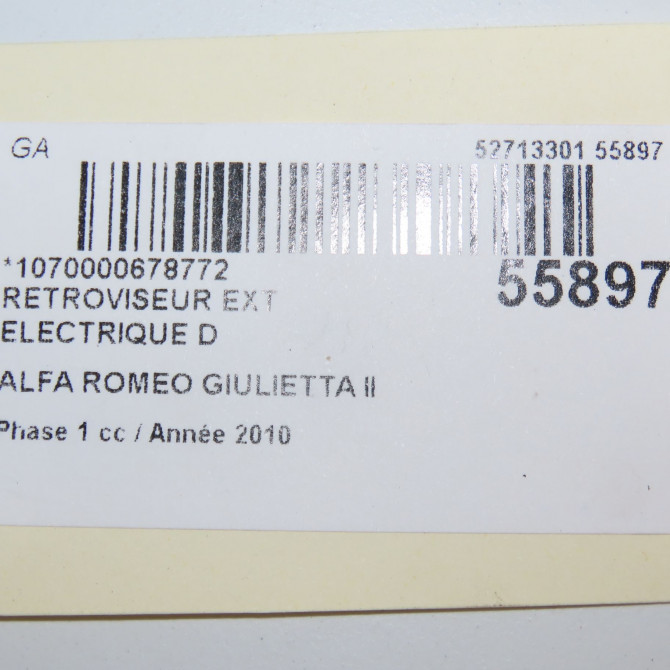 GA
52713301 55897
*1070000678772
55897
RETROVISEUR EXT
ELECTRIQUE D
ALFA ROMEO GIULIETTA II
Phase 1 cc / Année 2010